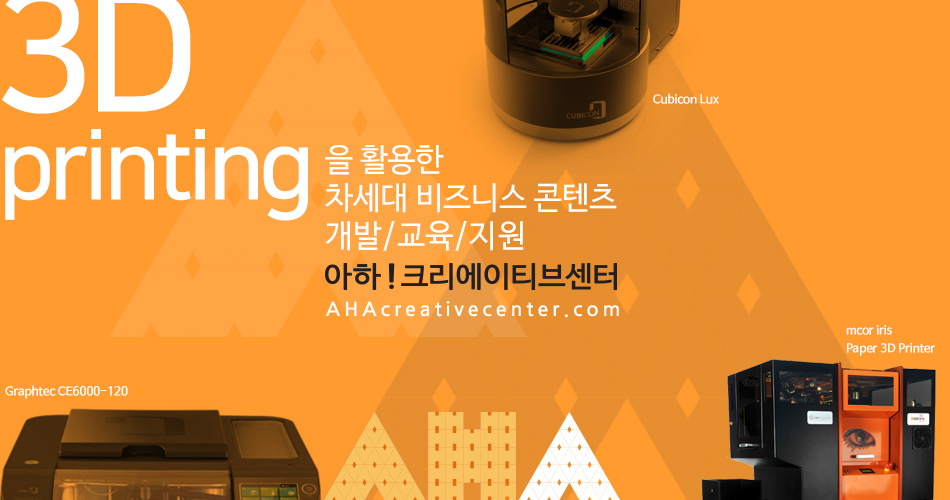 3D
printing
을 활용한
차세대 비즈니스 콘텐츠
개발/교육/지원
아하!크리에이티브센터
AHAcreativecenter.com
CUBICON
Cubicon Lux
mcor iris
Paper 3D Printer
Graphtec CE6000-120
AHA